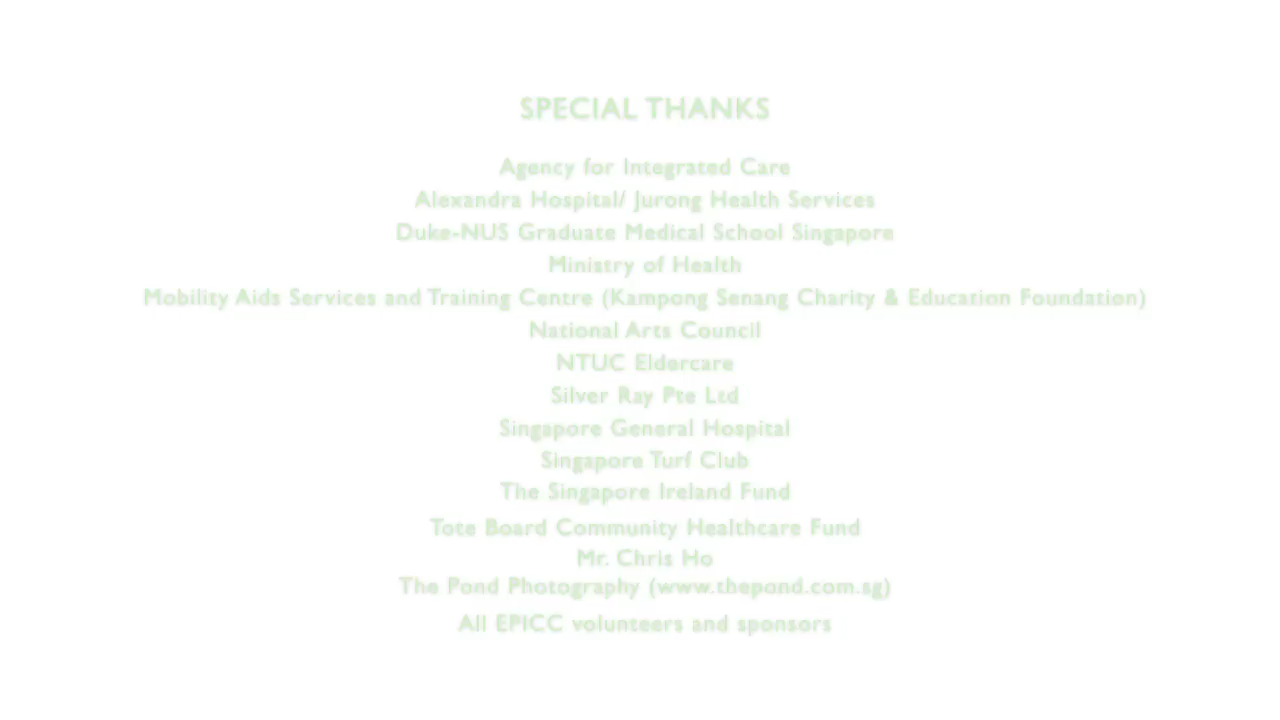 SPECIAL THANKS
Agency for Integrated Care
Alexandra Hospital/ Jurong Health Services
Duke-NUS Graduate Medical School Singapore
Ministry of Health
Mobility Aids Services and Training Centre (Kampong Senang Charity & Education Foundation)
National Arts Council
NTUC Eldercare
Silver Ray Pte Ltd
Singapore General Hospital
Singapore Turf Club
The Singapore Ireland Fund
Tote Board Community Healthcare Fund
Mr. Chris Ho
The Pond Photography (www.thepond.com.sg)
All EPICC volunteers and sponsors